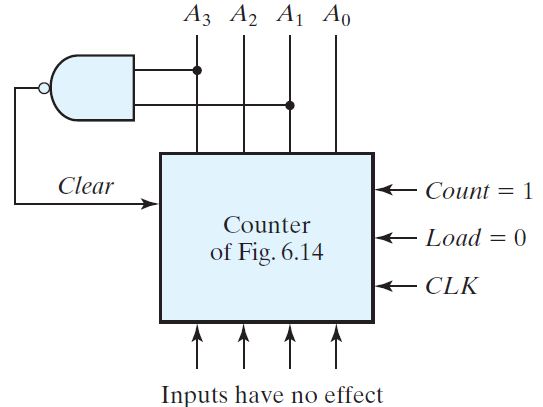 A3 A2 A1 A0
Clear
Count = 1
Counter
of Fig. 6.14
Load = 0
CLK
Inputs have no effect